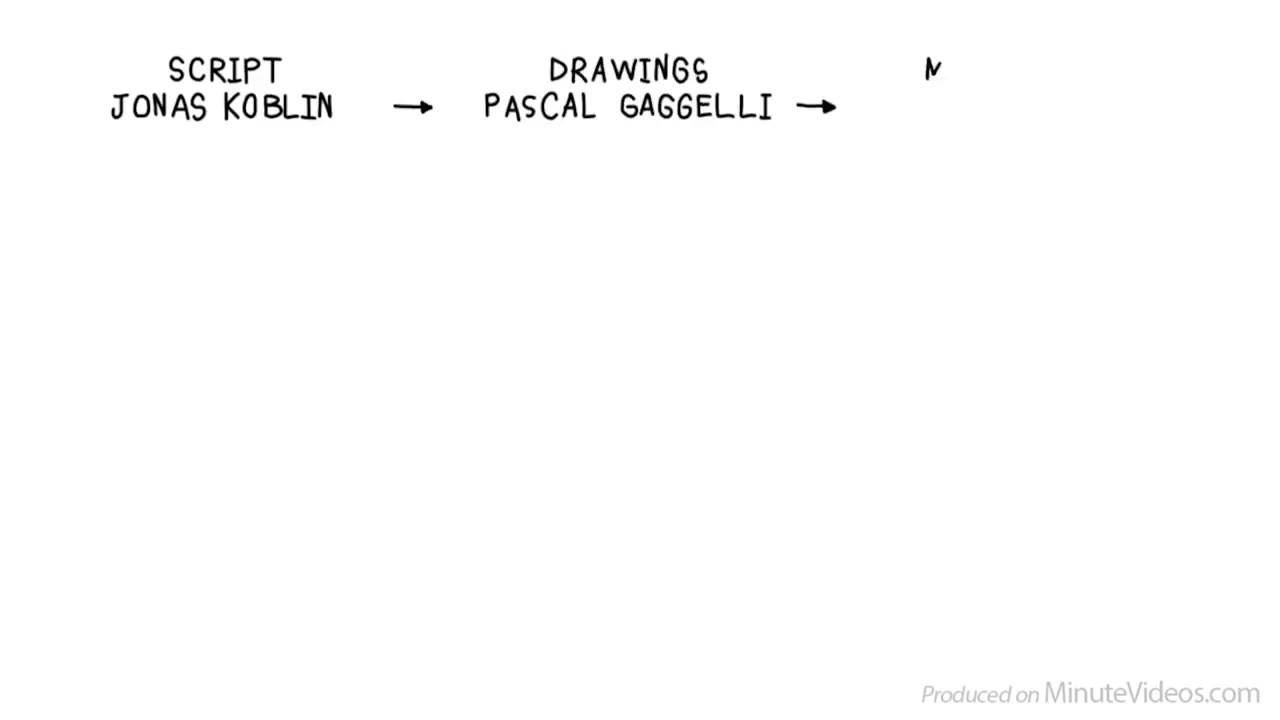 SCRIPT
JONAS KOBLIN
→
DRAWINGS
PASCAL GAGGELLI
→
Produced on MinuteVideos.com